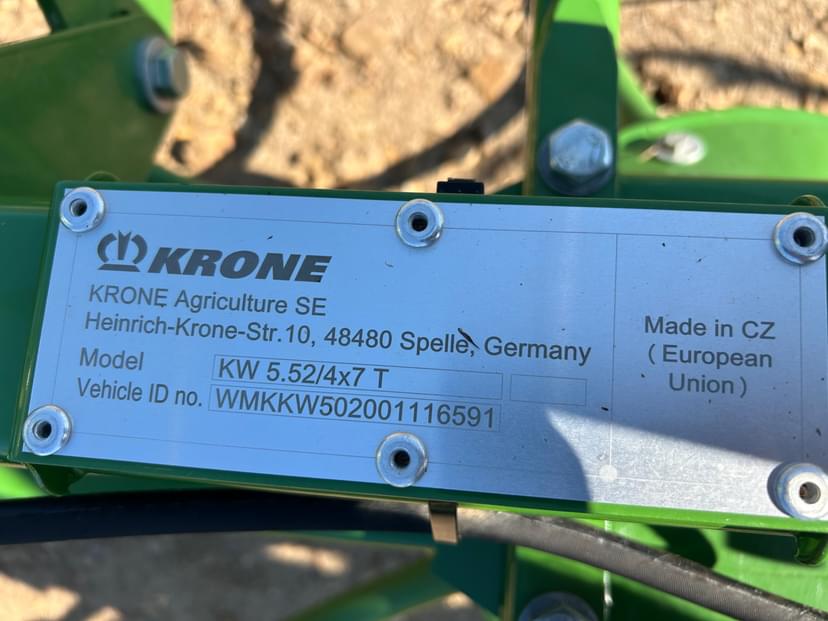 KRONE
KRONE Agriculture SE
Heinrich-Krone-Str.10, 48480 Spelle, Germany
Model KW 5.52/4x7 T
Vehicle ID no. WMKKW502001116591
Made in CZ
( European
Union )